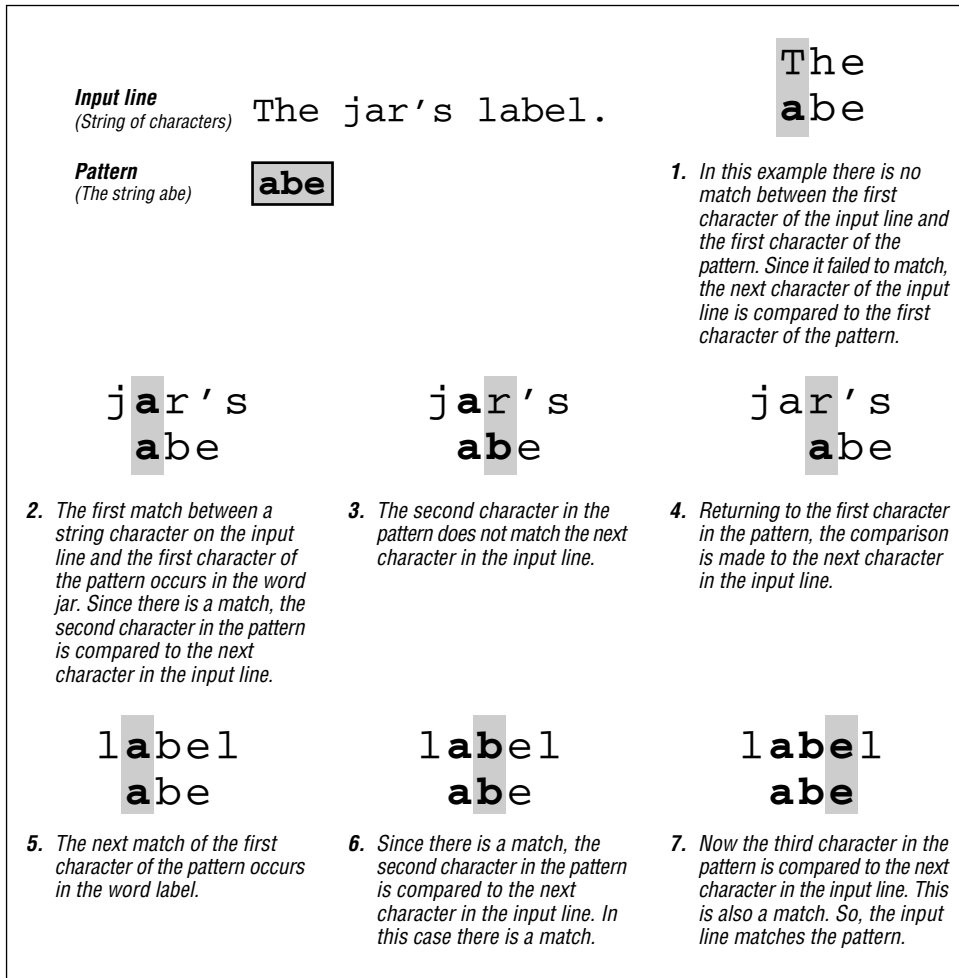 Input line
(String of characters)
The jar’s label.
Pattern
(The string abe)
abe
The
abe
1. In this example there is no
match between the first
character of the input line and
the first character of the
pattern. Since it failed to match,
the next character of the input
line is compared to the first
character of the pattern.
jar’s
abe
2. The first match between a
string character on the input
line and the first character of
the pattern occurs in the word
jar. Since there is a match, the
second character in the pattern
is compared to the next
character in the input line.
jar’s
abe
3. The second character in the
pattern does not match the next
character in the input line.
jar’s
abe
4. Returning to the first character
in the pattern, the comparison
is made to the next character
in the input line.
label
abe
5. The next match of the first
character of the pattern occurs
in the word label.
label
abe
6. Since there is a match, the
second character in the pattern
is compared to the next
character in the input line. In
this case there is a match.
label
abe
7. Now the third character in the
pattern is compared to the next
character in the input line. This
is also a match. So, the input
line matches the pattern.